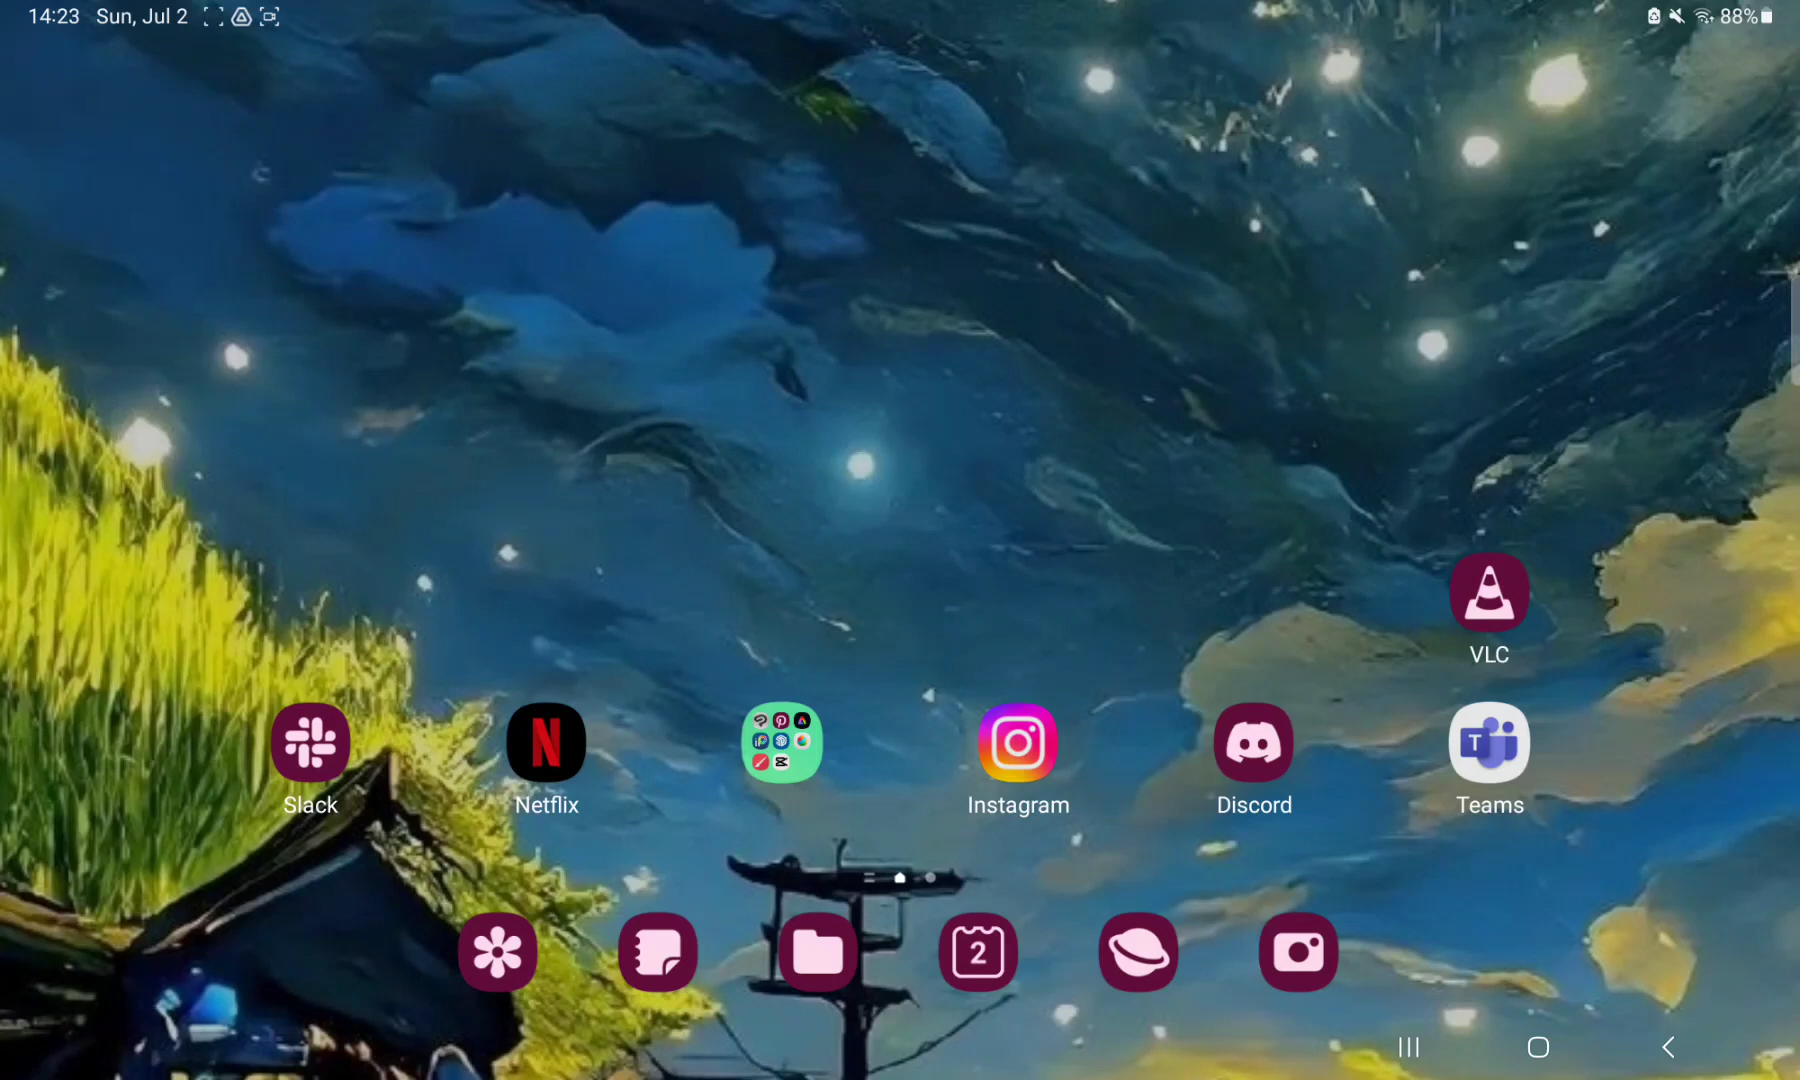 14:23 Sun, Jul 2
88%
VLC
Slack
Netflix
Instagram
Discord
Teams
2